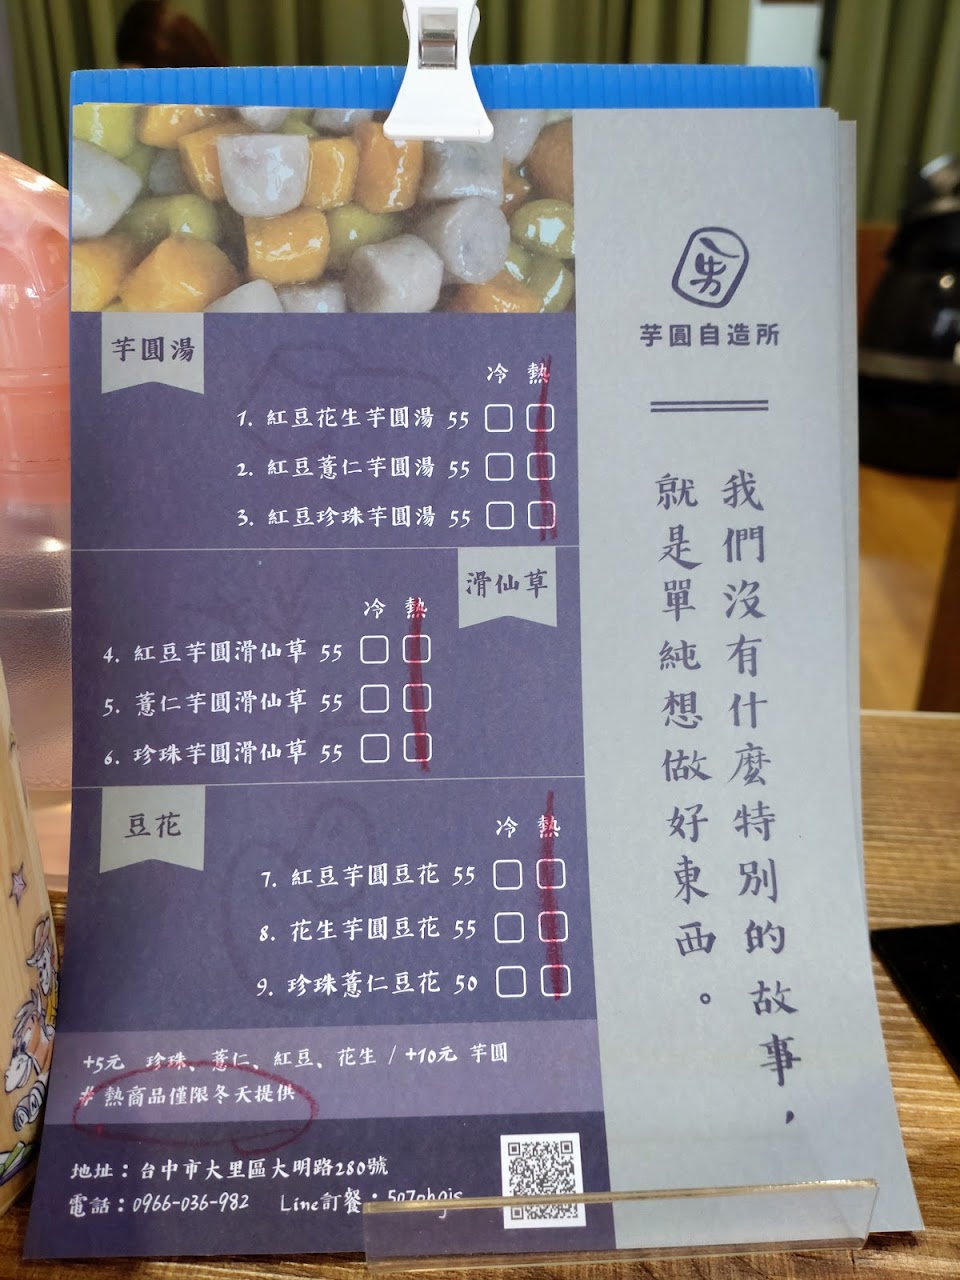 芋圓湯
冷 熱
1. 紅豆花生芋圓湯 55
2. 紅豆薏仁芋圓湯 55
3. 紅豆珍珠芋圓湯 55
滑仙草
冷 熱
4. 紅豆芋圓滑仙草 55
5. 薏仁芋圓滑仙草 55
6. 珍珠芋圓滑仙草 55
豆花
冷 熱
7. 紅豆芋圓豆花 55
8. 花生芋圓豆花 55
9. 珍珠薏仁豆花 50
+5元 珍珠、薏仁、紅豆、花生 / +10元 芋圓
# 熱商品僅限冬天提供
地址：台中市大里區大明路280號
電話：0966-036-982 Line訂餐：
芋圓自造所
我們沒有什麼特別的故事，
就是單純想做好東西。